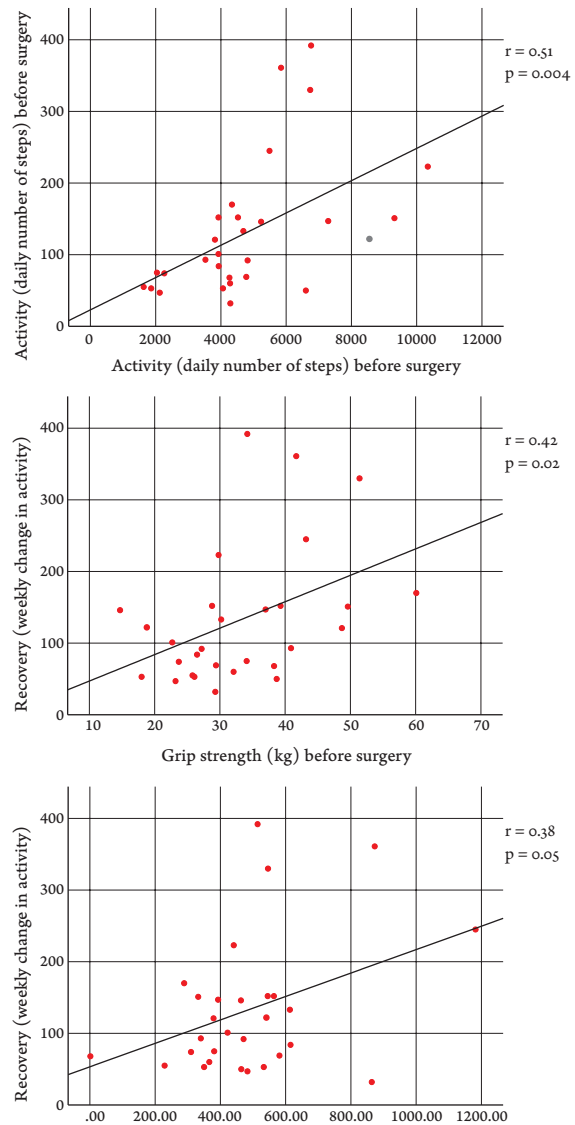 400
300
200
100
0
Activity (daily number of steps) before surgery
r = 0.51
p = 0.004
0 2000 4000 6000 8000 10000 12000
Activity (daily number of steps) before surgery
400
300
200
100
0
Recovery (weekly change in activity)
r = 0.42
p = 0.02
10 20 30 40 50 60 70
Grip strength (kg) before surgery
400
300
200
100
0
Recovery (weekly change in activity)
r = 0.38
p = 0.05
.00 200.00 400.00 600.00 800.00 1000.00 1200.00